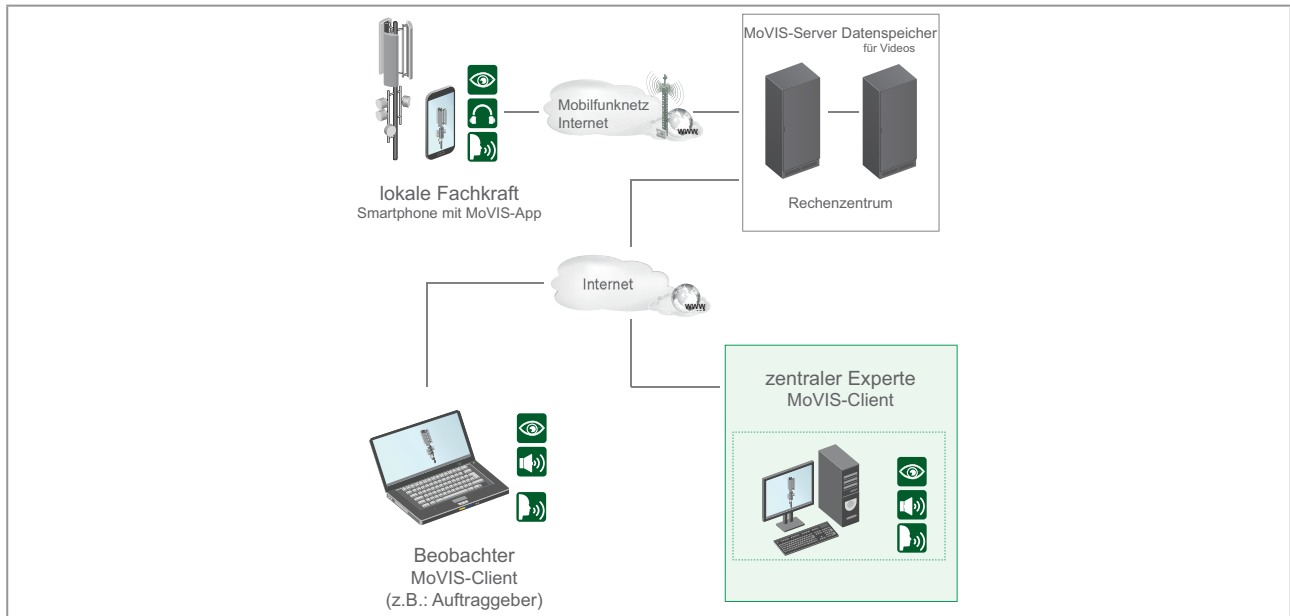 MoVIS-Server Datenspeicher
für Videos
Mobilfunknetz
Internet
www
Rechenzentrum
lokale Fachkraft
Smartphone mit MoVIS-App
Internet
www
zentraler Experte
MoVIS-Client
Beobachter
MoVIS-Client
(z.B.: Auftraggeber)